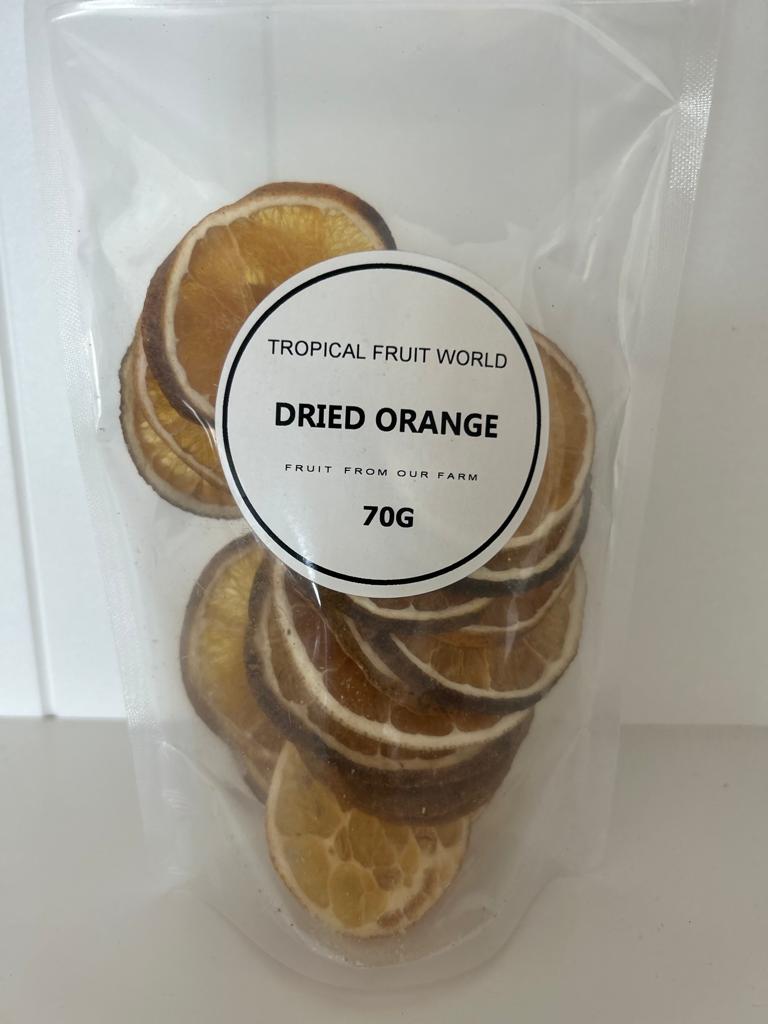 TROPICAL FRUIT WORLD
DRIED ORANGE
FRUIT FROM OUR FARM
70G